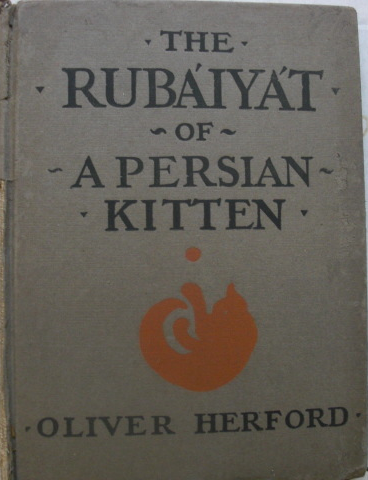 THE
RUBÁIYÁT
~ OF ~
~ A PERSIAN ~
· KITTEN ·
· OLIVER HERFORD ·